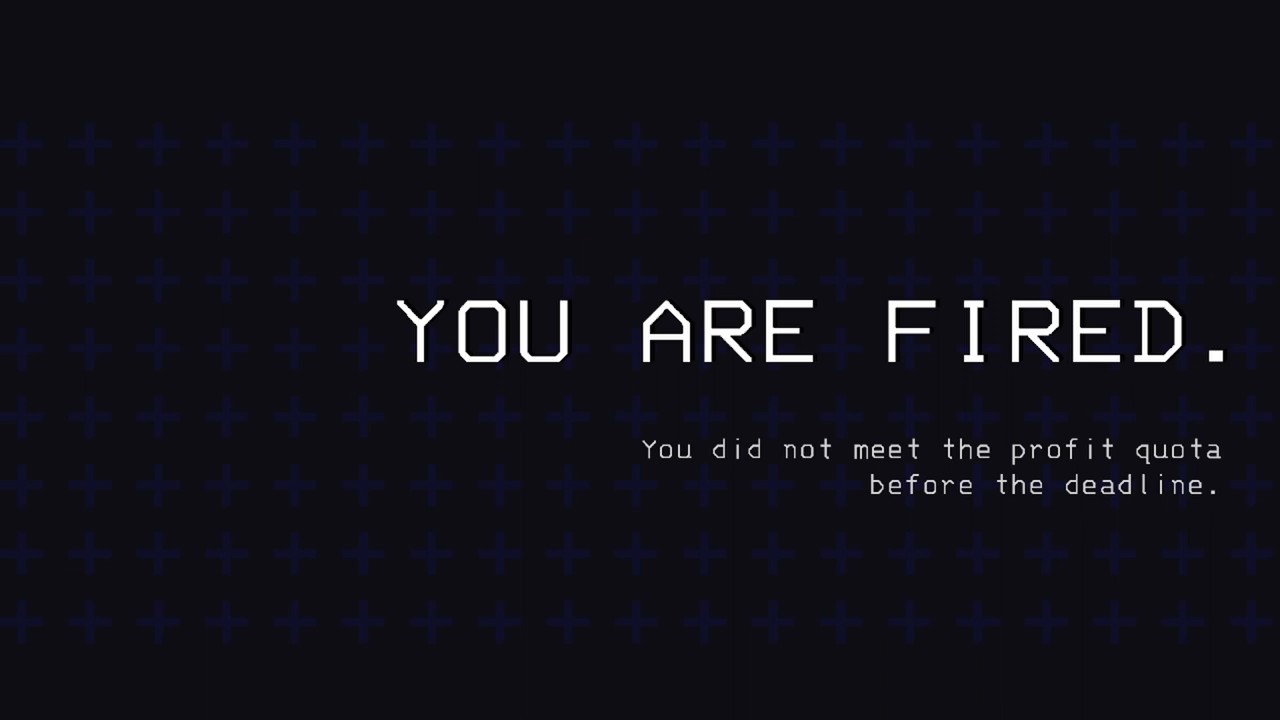 YOU ARE FIRED.
You did not meet the profit quota
before the deadline.